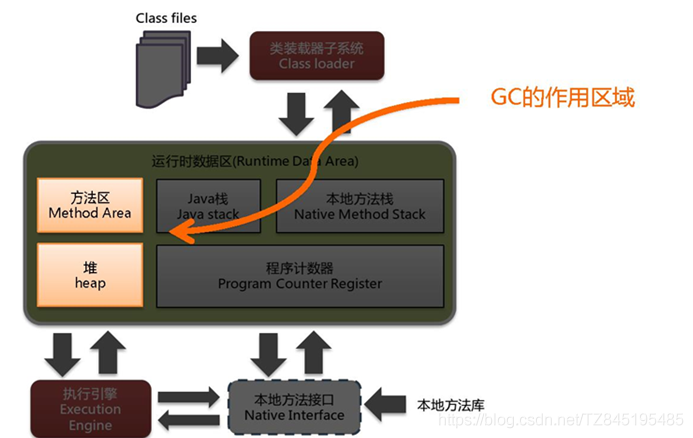 Class files
类装载器子系统
Class loader
GC的作用区域
运行时数据区(Runtime Data Area)
方法区
Method Area
Java栈
Java stack
本地方法栈
Native Method Stack
堆
heap
程序计数器
Program Counter Register
执行引擎
Execution
Engine
本地方法接口
Native Interface
本地方法库
https://blog.csdn.net/TZ845195485